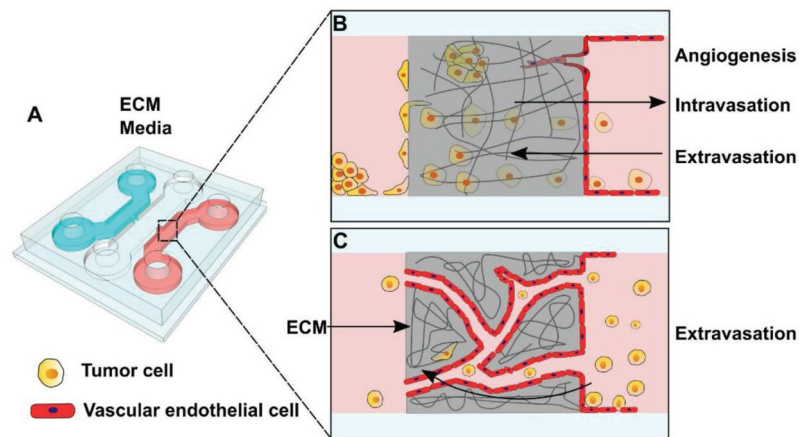 A
ECM
Media
B
Angiogenesis
Intravasation
Extravasation
C
ECM
Extravasation
Tumor cell
Vascular endothelial cell